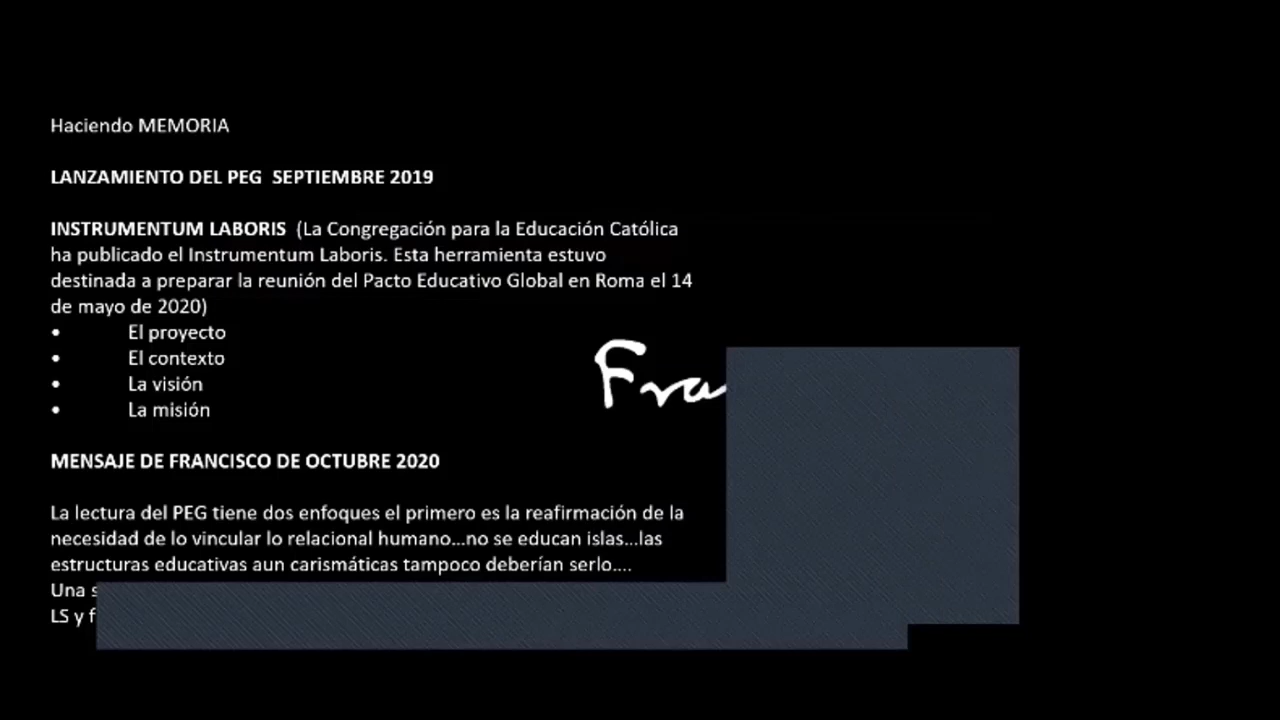 Haciendo MEMORIA
LANZAMIENTO DEL PEG SEPTIEMBRE 2019
INSTRUMENTUM LABORIS (La Congregación para la Educación Católica
ha publicado el Instrumentum Laboris. Esta herramienta estuvo
destinada a preparar la reunión del Pacto Educativo Global en Roma el 14
de mayo de 2020)
• El proyecto
• El contexto
• La visión
• La misión
Fra
MENSAJE DE FRANCISCO DE OCTUBRE 2020
La lectura del PEG tiene dos enfoques el primero es la reafirmación de la
necesidad de lo vincular lo relacional humano...no se educan islas...las
estructuras educativas aun carismáticas tampoco deberían serlo....
Una
LS y